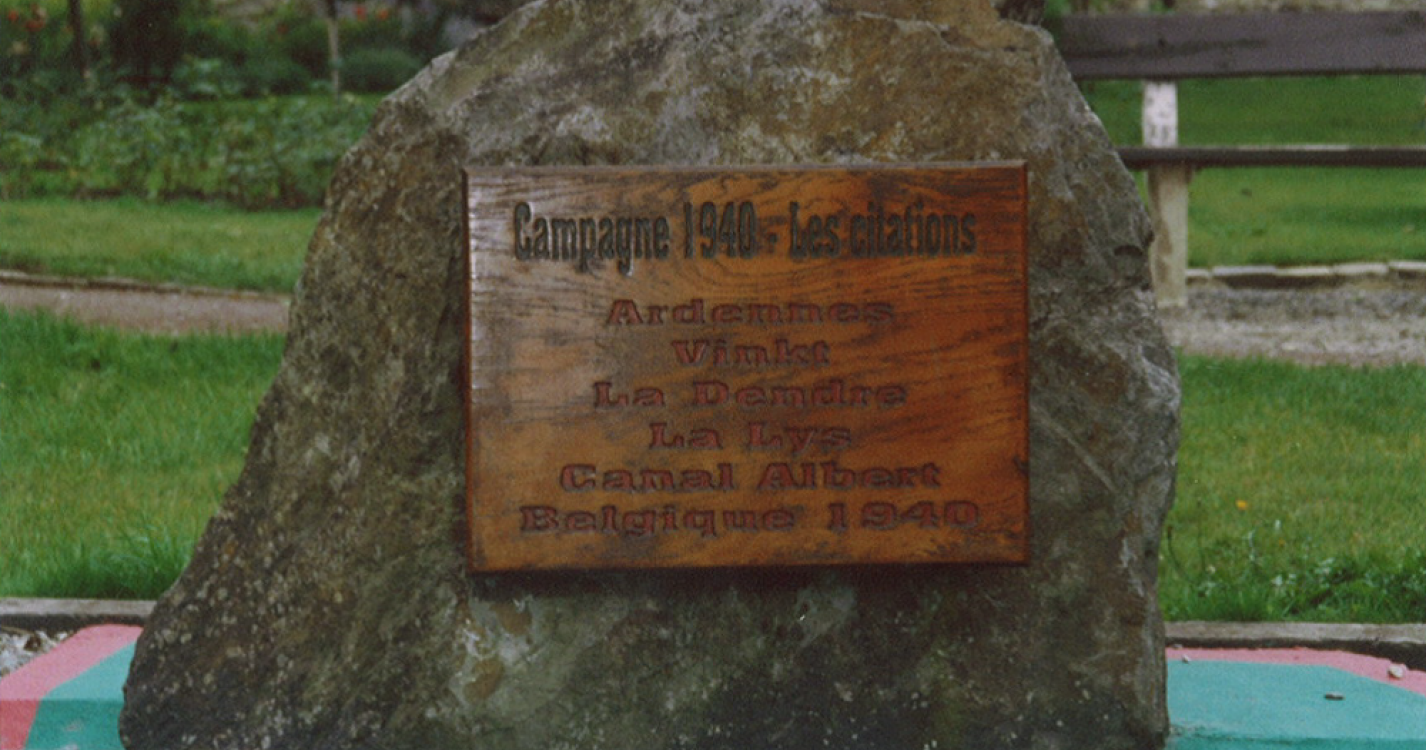 Campagne 1940 - Les citations
Ardennes
Vinkt
La Dendre
La Lys
Canal Albert
Belgique 1940